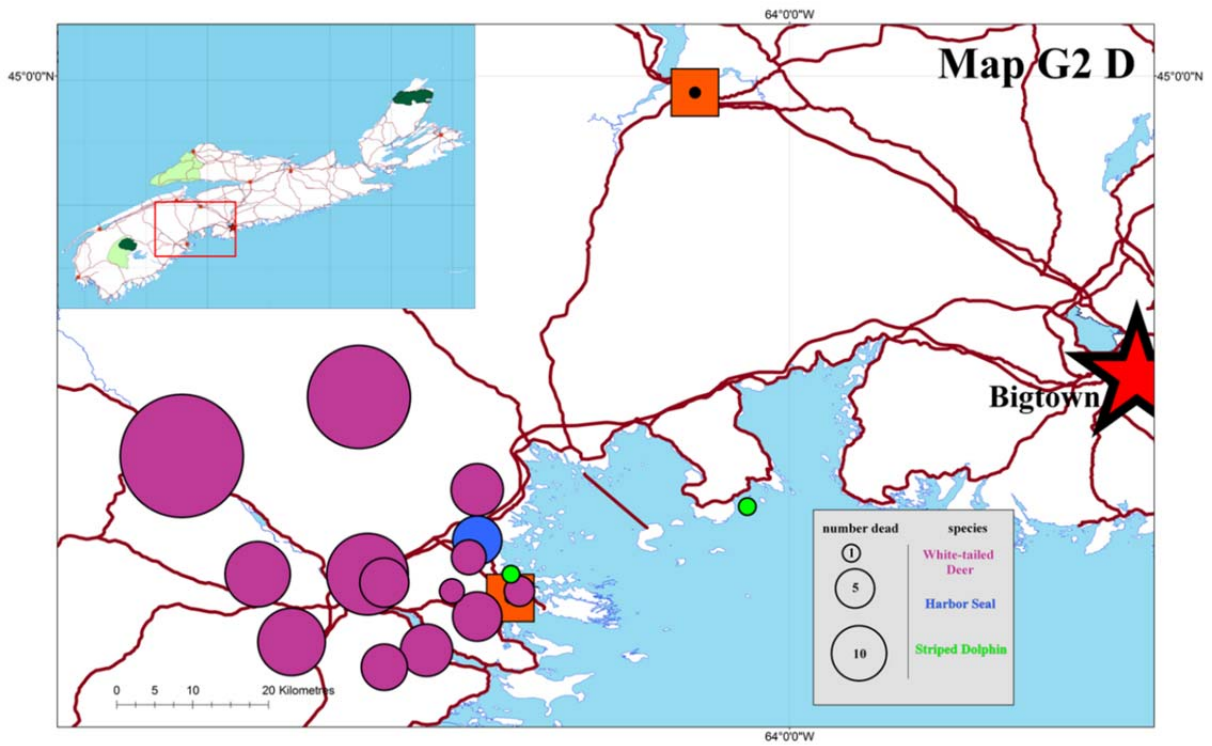 64°0'0"W
45°0'0"N
Map G2 D
45°0'0"N
Bigtown
number dead
species
1
White-tailed
Deer
5
Harbor Seal
10
Striped Dolphin
0 5 10 20 Kilometres
64°0'0"W